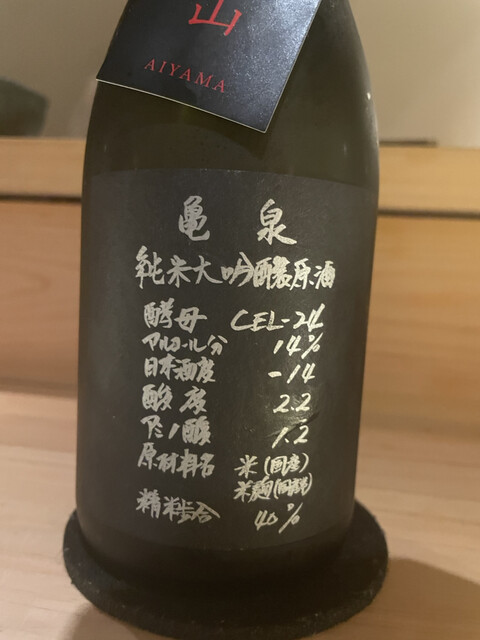 山
AIYAMA
亀泉
純米大吟醸原酒
酵母 CEL-24
アルコール分 14%
日本酒度 -14
酸度 2.2
アミノ酸 1.2
原材料名 米(国産)
米麹(国産米)
精米歩合 40%